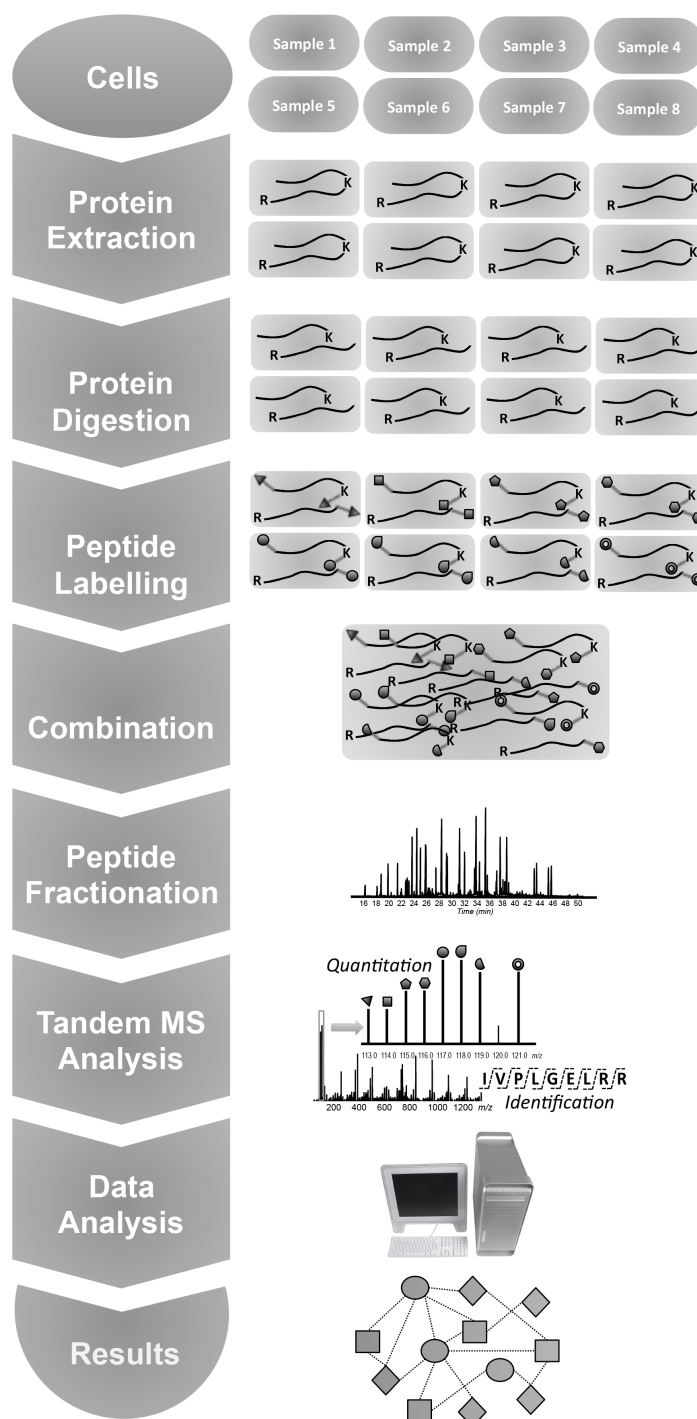 Cells
Sample 1 Sample 2 Sample 3 Sample 4
Sample 5 Sample 6 Sample 7 Sample 8
Protein
Extraction
R K R K R K R K
R K R K R K R K
Protein
Digestion
R K R K R K R K
R K R K R K R K
Peptide
Labelling
R K R K R K R K
R K R K R K R K
Combination
K K K
R R
R R
R K K
R R
K R
Peptide
Fractionation
16 18 20 22 24 26 28 30 32 34 36 38 40 42 44 46 48 50
Time (min)
Tandem MS
Analysis
Quantitation
113.0 114.0 115.0 116.0 117.0 118.0 119.0 120.0 121.0 m/z
I V P L G E L R R
Identification
200 400 600 800 1000 1200 m/z
Data
Analysis
Results